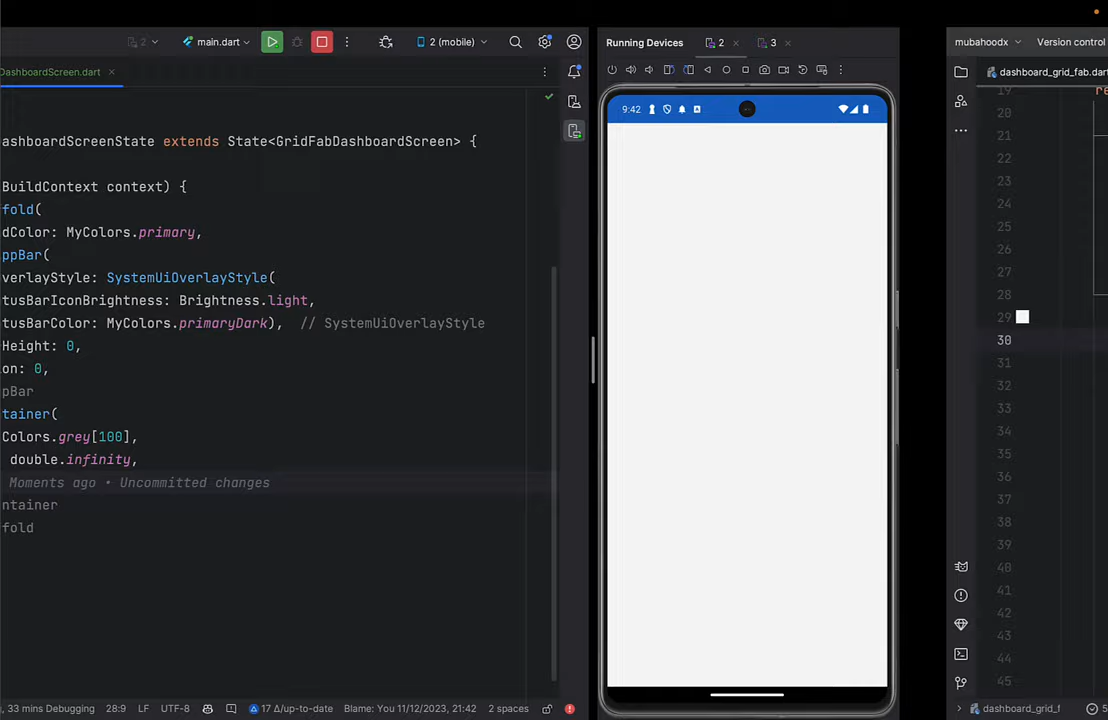 2
main.dart
2 (mobile)
DashboardScreen.dart
ashboardScreenState extends State<GridFabDashboardScreen> {
BuildContext context) {
fold(
dColor: MyColors.primary,
ppBar(
verlayStyle: SystemUiOverlayStyle(
tusBarIconBrightness: Brightness.light,
tusBarColor: MyColors.primaryDark), // SystemUiOverlayStyle
Height: 0,
on: 0,
pBar
tainer(
Colors.grey[100],
double.infinity,
Moments ago • Uncommitted changes
ntainer
fold
, 33 mins Debugging
28:9
LF
UTF-8
17 Δ/up-to-date
Blame: You 11/12/2023, 21:42
2 spaces
Running Devices
2
3
9:42
mubahoodx
Version control
dashboard_grid_fab.dart
19
re
20
21
22
23
24
25
26
27
28
29
30
31
32
33
34
35
36
37
38
39
40
41
42
43
44
45
dashboard_grid_f
5